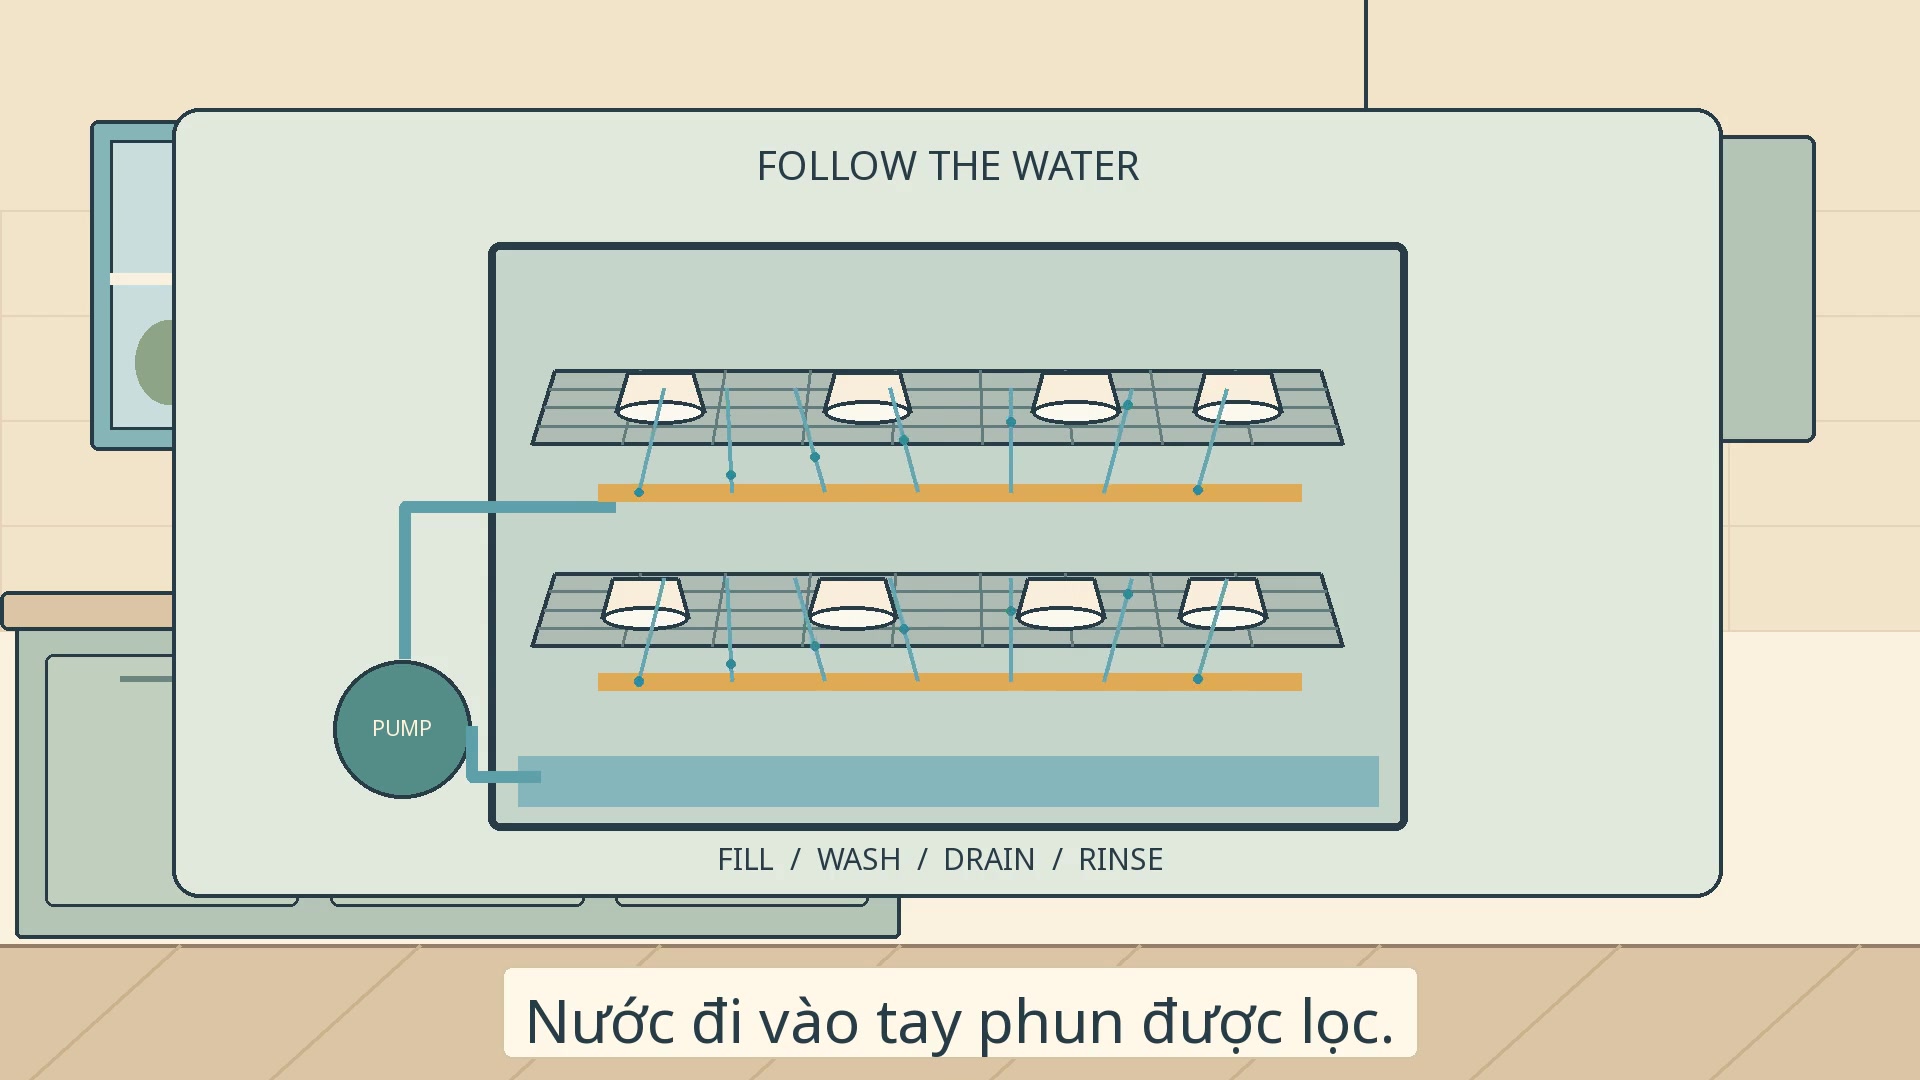 FOLLOW THE WATER
PUMP
FILL / WASH / DRAIN / RINSE
Nước đi vào tay phun được lọc.